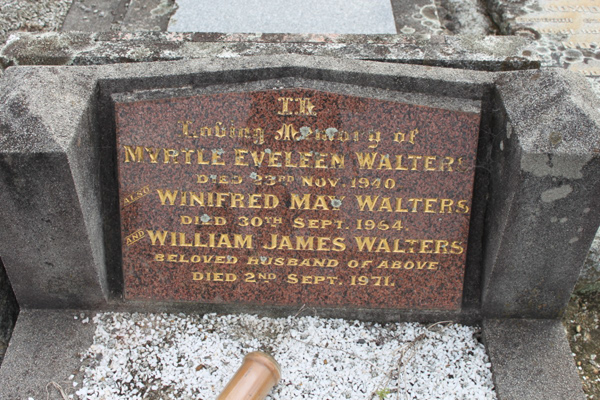 In
Loving Memory of
MYRTLE EVELEEN WALTERS
DIED 23RD NOV. 1940
ALSO WINIFRED MAY WALTERS
DIED 30TH SEPT. 1964.
AND WILLIAM JAMES WALTERS
BELOVED HUSBAND OF ABOVE
DIED 2ND SEPT. 1971.